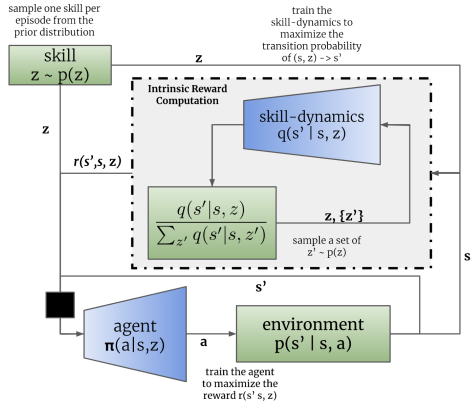 sample one skill per
episode from the
prior distribution
train the
skill-dynamics to
maximize the
transition probability
of (s, z) -> s'
skill
z ~ p(z)
z
Intrinsic Reward
Computation
skill-dynamics
q(s' | s, z)
z
r(s',s, z)
q(s′|s, z)
∑z′ q(s′|s, z′)
z, {z'}
sample a set of
z' ~ p(z)
s
s'
agent
π(a|s,z)
a
environment
p(s' | s, a)
train the agent
to maximize the
reward r(s' s, z)